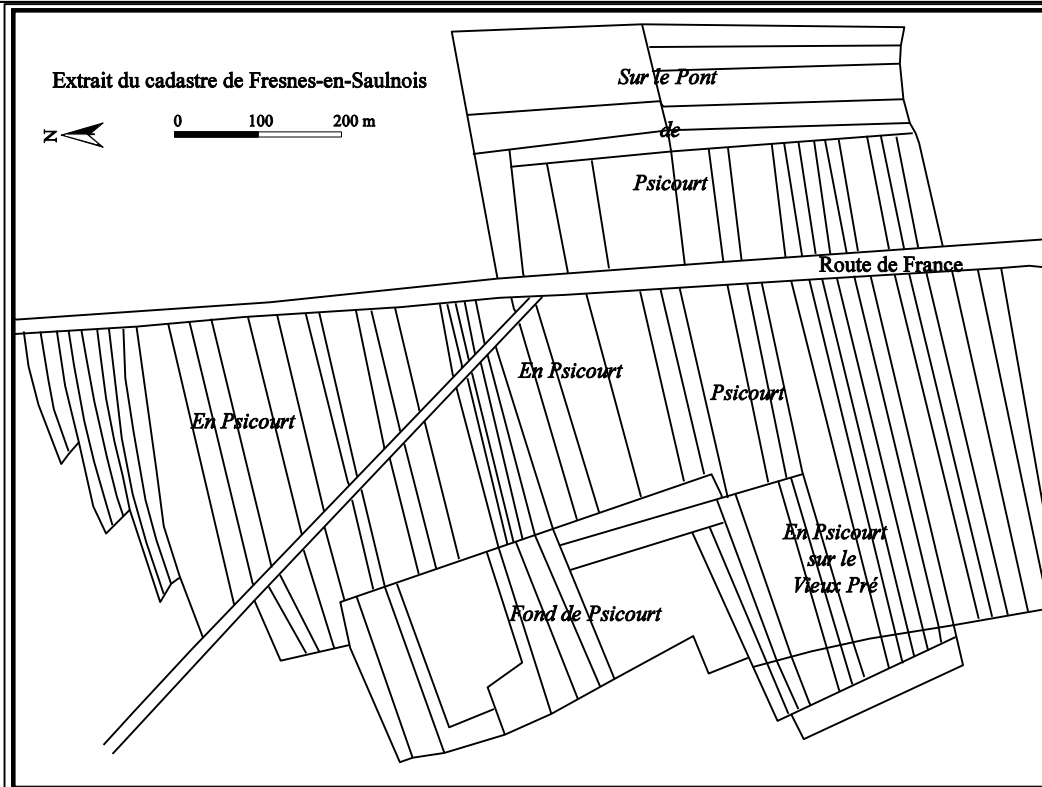 Extrait du cadastre de Fresnes-en-Saulnois
N
0 100 200 m
Sur le Pont
de
Psicourt
Route de France
En Psicourt
En Psicourt
Psicourt
En Psicourt
sur le
Vieux Pré
Fond de Psicourt